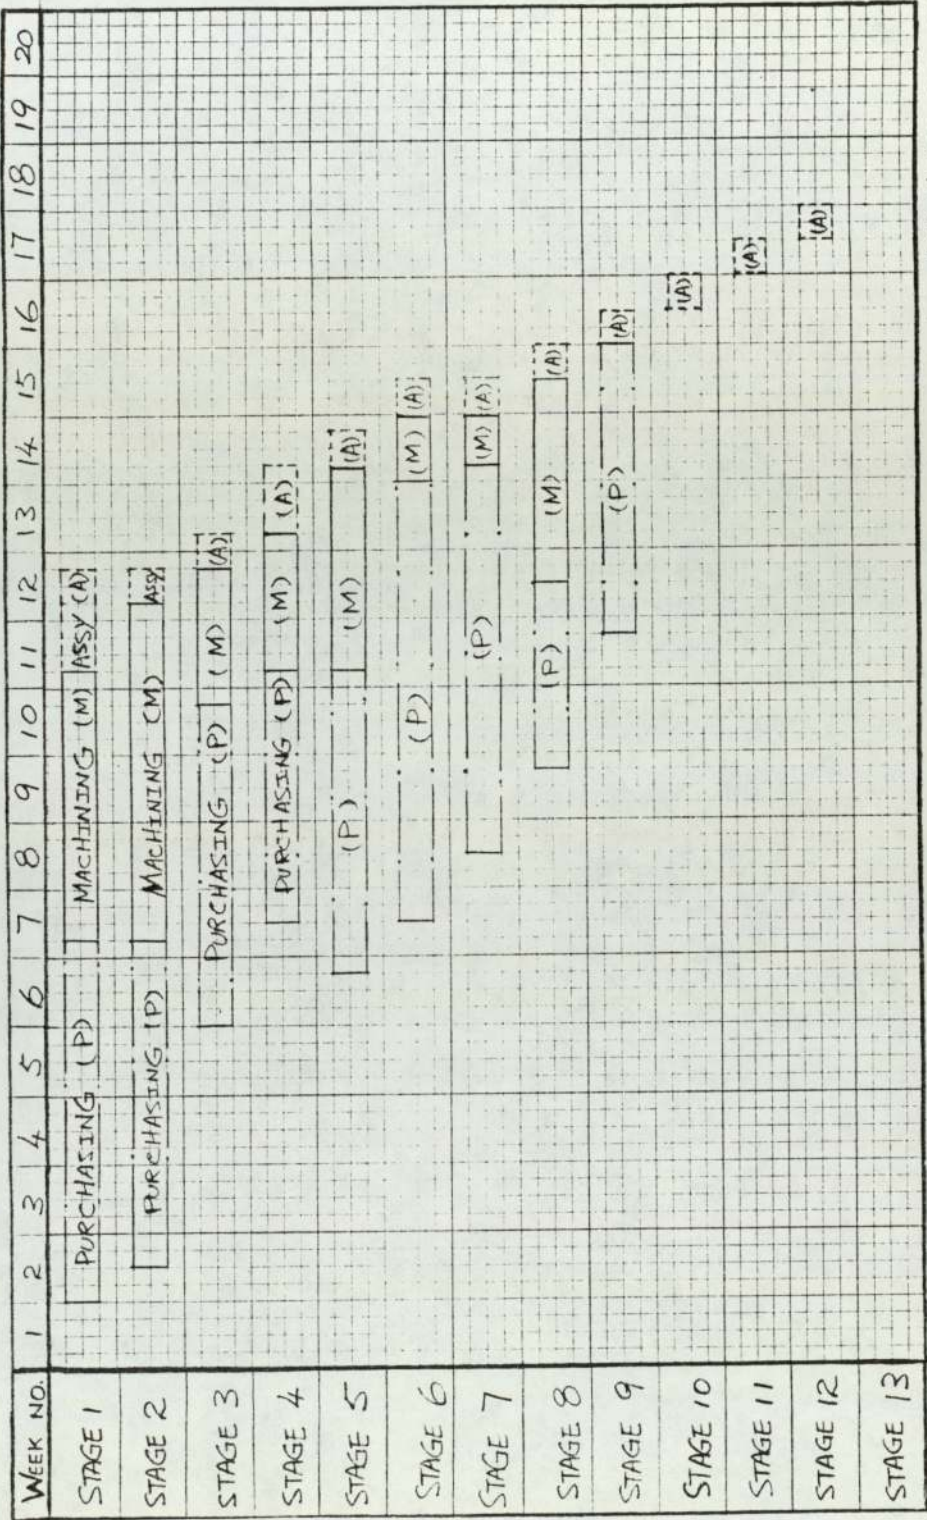 WEEK NO. 1 2 3 4 5 6 7 8 9 10 11 12 13 14 15 16 17 18 19 20
STAGE 1 PURCHASING (P) MACHINING (M) ASSY (A)
STAGE 2 PURCHASING (P) MACHINING (M) ASSY
STAGE 3 PURCHASING (P) (M) (A)
STAGE 4 PURCHASING (P) (M) (A)
STAGE 5 (P) (M) (A)
STAGE 6 (P) (M) (A)
STAGE 7 (P) (M) (A)
STAGE 8 (P) (M) (A)
STAGE 9 (P) (A)
STAGE 10 (A)
STAGE 11 (A)
STAGE 12 (A)
STAGE 13